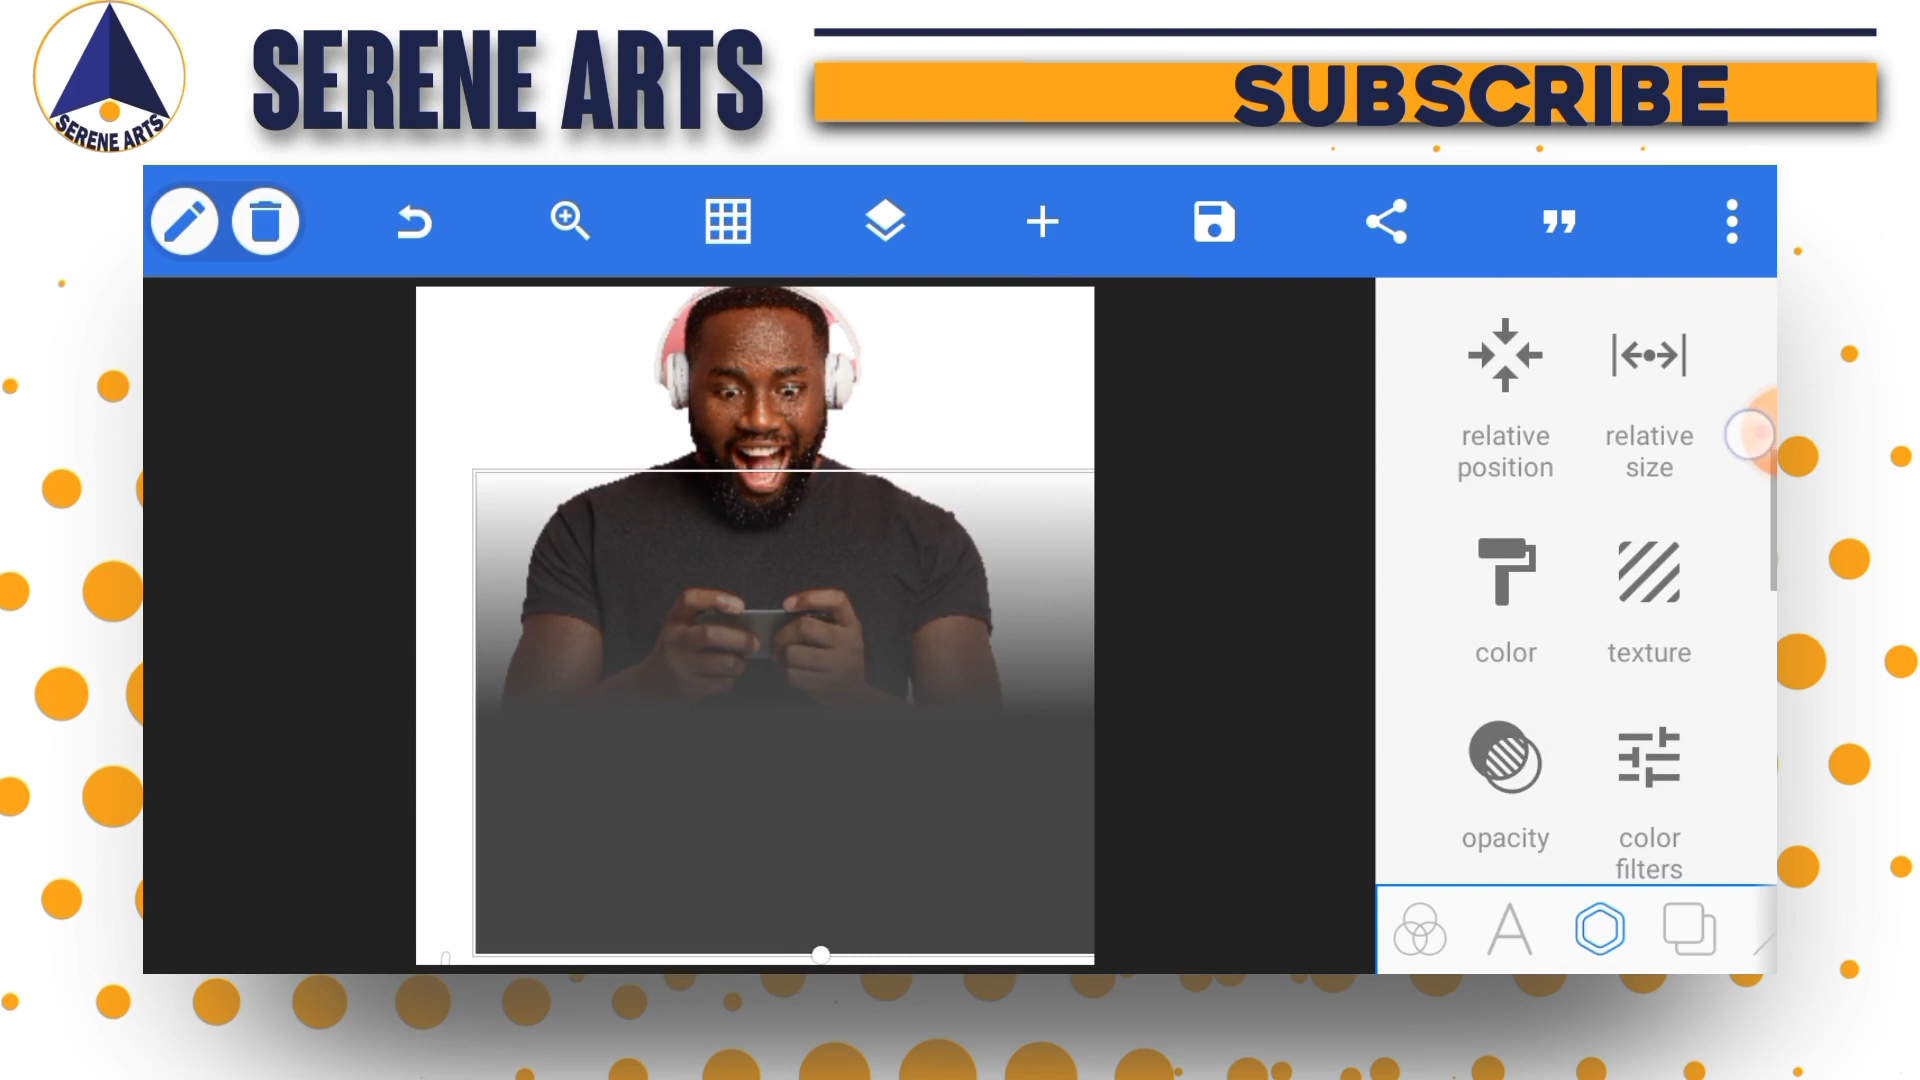 SERENE ARTS
SERENE ARTS
SUBSCRIBE
relative
position
relative
size
color
texture
opacity
color
filters